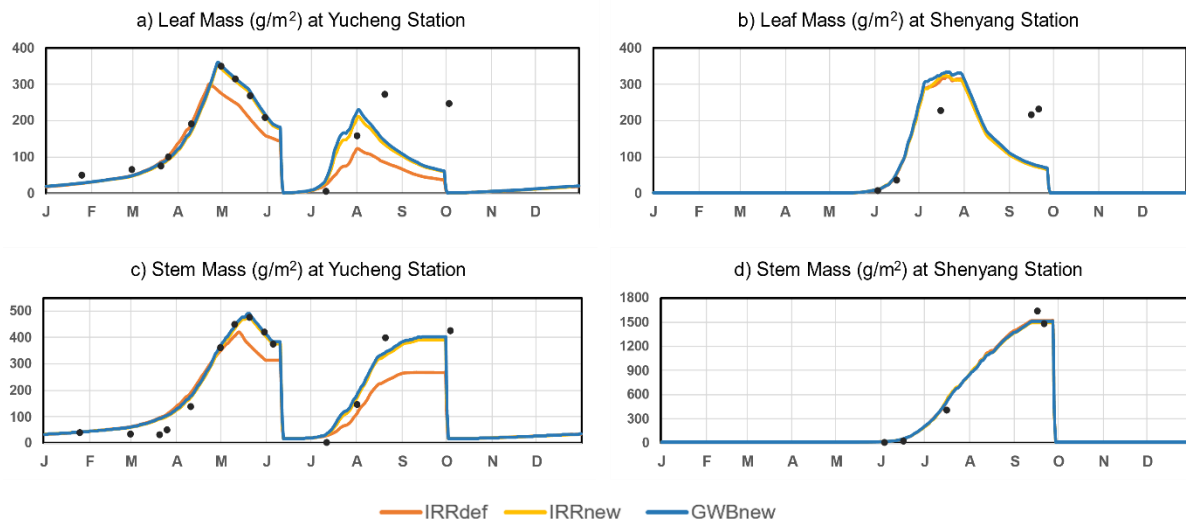 a) Leaf Mass (g/m²) at Yucheng Station
400
300
200
100
0
J F M A M J J A S O N D
b) Leaf Mass (g/m²) at Shenyang Station
400
300
200
100
0
J F M A M J J A S O N D
c) Stem Mass (g/m²) at Yucheng Station
500
400
300
200
100
0
J F M A M J J A S O N D
d) Stem Mass (g/m²) at Shenyang Station
1800
1500
1200
900
600
300
0
J F M A M J J A S O N D
IRRdef IRRnew GWBnew